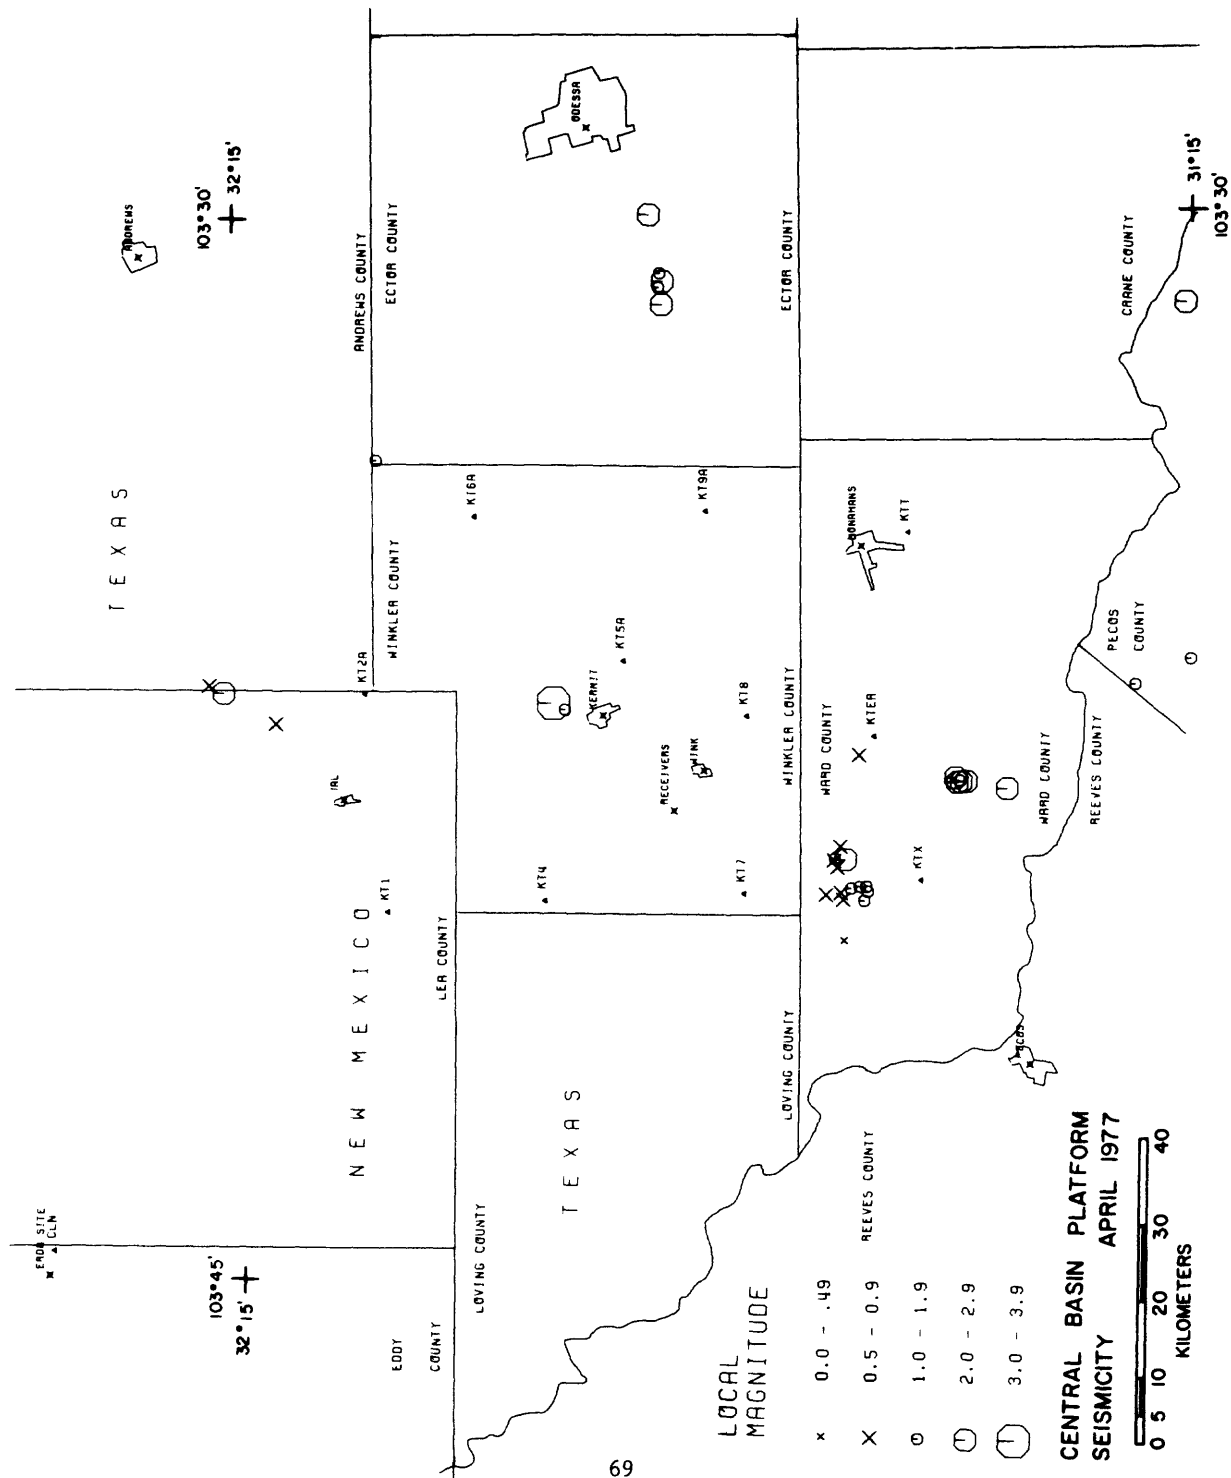 ERDA SITE
CLN
103°45'
32°15'
EDDY
COUNTY
NEW MEXICO
LEA COUNTY
LOVING COUNTY
TEXAS
LOVING COUNTY
REEVES COUNTY
TEXAS
ANDREWS
103°30'
32°15'
JAL
KT1
KT2A
WINKLER COUNTY
ANDREWS COUNTY
ECTOR COUNTY
ODESSA
KT6A
KT4
KERMIT
KT5A
RECEIVERS
WINK
KT8
KT7
KT9A
WINKLER COUNTY
WARD COUNTY
ECTOR COUNTY
KTER
MONAHANS
KTT
KTX
WARD COUNTY
REEVES COUNTY
PECOS
COUNTY
CRANE COUNTY
31°15'
103°30'
PECOS
LOCAL
MAGNITUDE
0.0 - .49
0.5 - 0.9
1.0 - 1.9
2.0 - 2.9
3.0 - 3.9
CENTRAL BASIN PLATFORM
SEISMICITY APRIL 1977
0 5 10 20 30 40
KILOMETERS
69